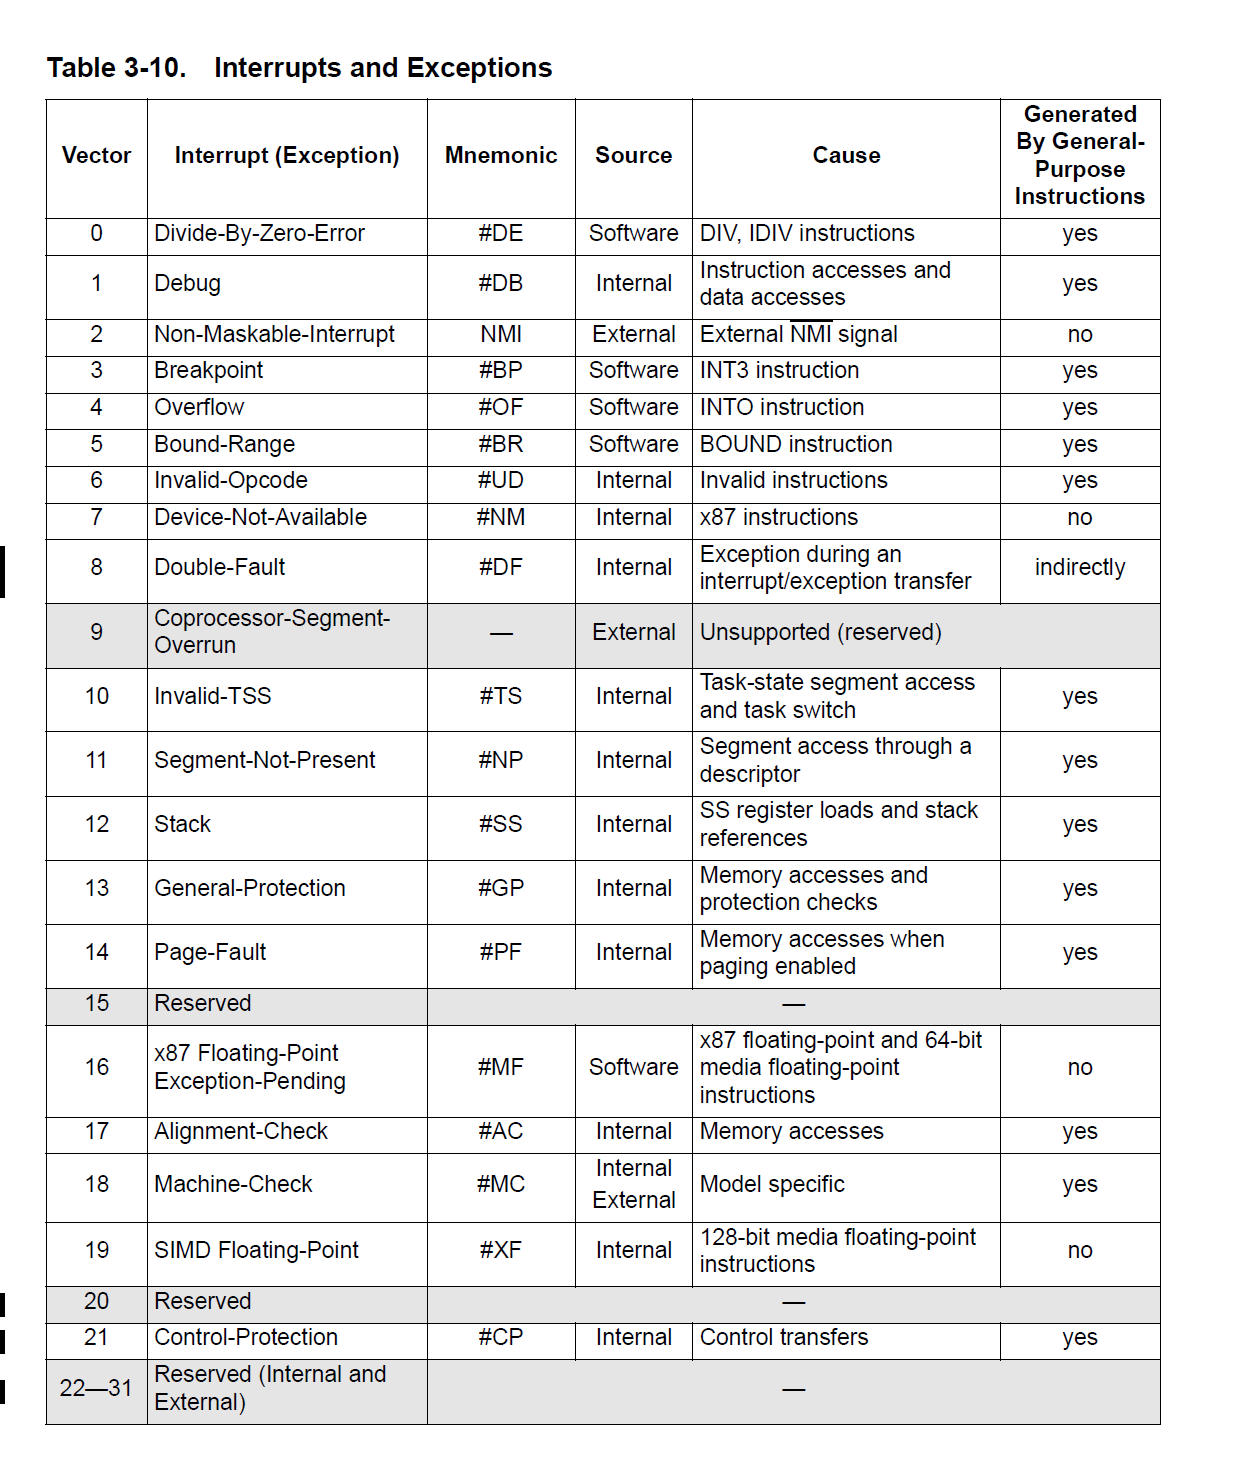 Table 3-10. Interrupts and Exceptions
Vector Interrupt (Exception) Mnemonic Source Cause Generated By General-Purpose Instructions
0 Divide-By-Zero-Error #DE Software DIV, IDIV instructions yes
1 Debug #DB Internal Instruction accesses and data accesses yes
2 Non-Maskable-Interrupt NMI External External NMI signal no
3 Breakpoint #BP Software INT3 instruction yes
4 Overflow #OF Software INTO instruction yes
5 Bound-Range #BR Software BOUND instruction yes
6 Invalid-Opcode #UD Internal Invalid instructions yes
7 Device-Not-Available #NM Internal x87 instructions no
8 Double-Fault #DF Internal Exception during an interrupt/exception transfer indirectly
9 Coprocessor-Segment-Overrun — External Unsupported (reserved)
10 Invalid-TSS #TS Internal Task-state segment access and task switch yes
11 Segment-Not-Present #NP Internal Segment access through a descriptor yes
12 Stack #SS Internal SS register loads and stack references yes
13 General-Protection #GP Internal Memory accesses and protection checks yes
14 Page-Fault #PF Internal Memory accesses when paging enabled yes
15 Reserved —
16 x87 Floating-Point Exception-Pending #MF Software x87 floating-point and 64-bit media floating-point instructions no
17 Alignment-Check #AC Internal Memory accesses yes
18 Machine-Check #MC Internal External Model specific yes
19 SIMD Floating-Point #XF Internal 128-bit media floating-point instructions no
20 Reserved —
21 Control-Protection #CP Internal Control transfers yes
22—31 Reserved (Internal and External) —